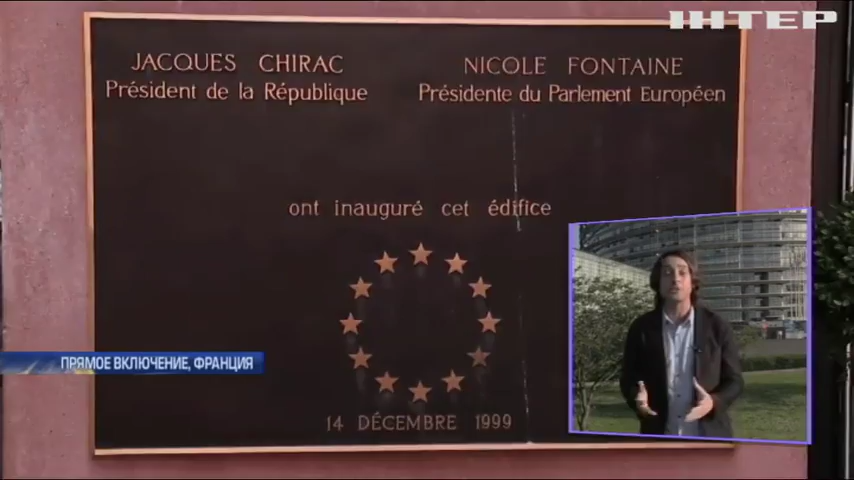 ІНТЕР
JACQUES CHIRAC
Président de la République
NICOLE FONTAINE
Présidente du Parlement Européen
ont inauguré cet édifice
14 DÉCEMBRE 1999
ПРЯМОЕ ВКЛЮЧЕНИЕ, ФРАНЦИЯ